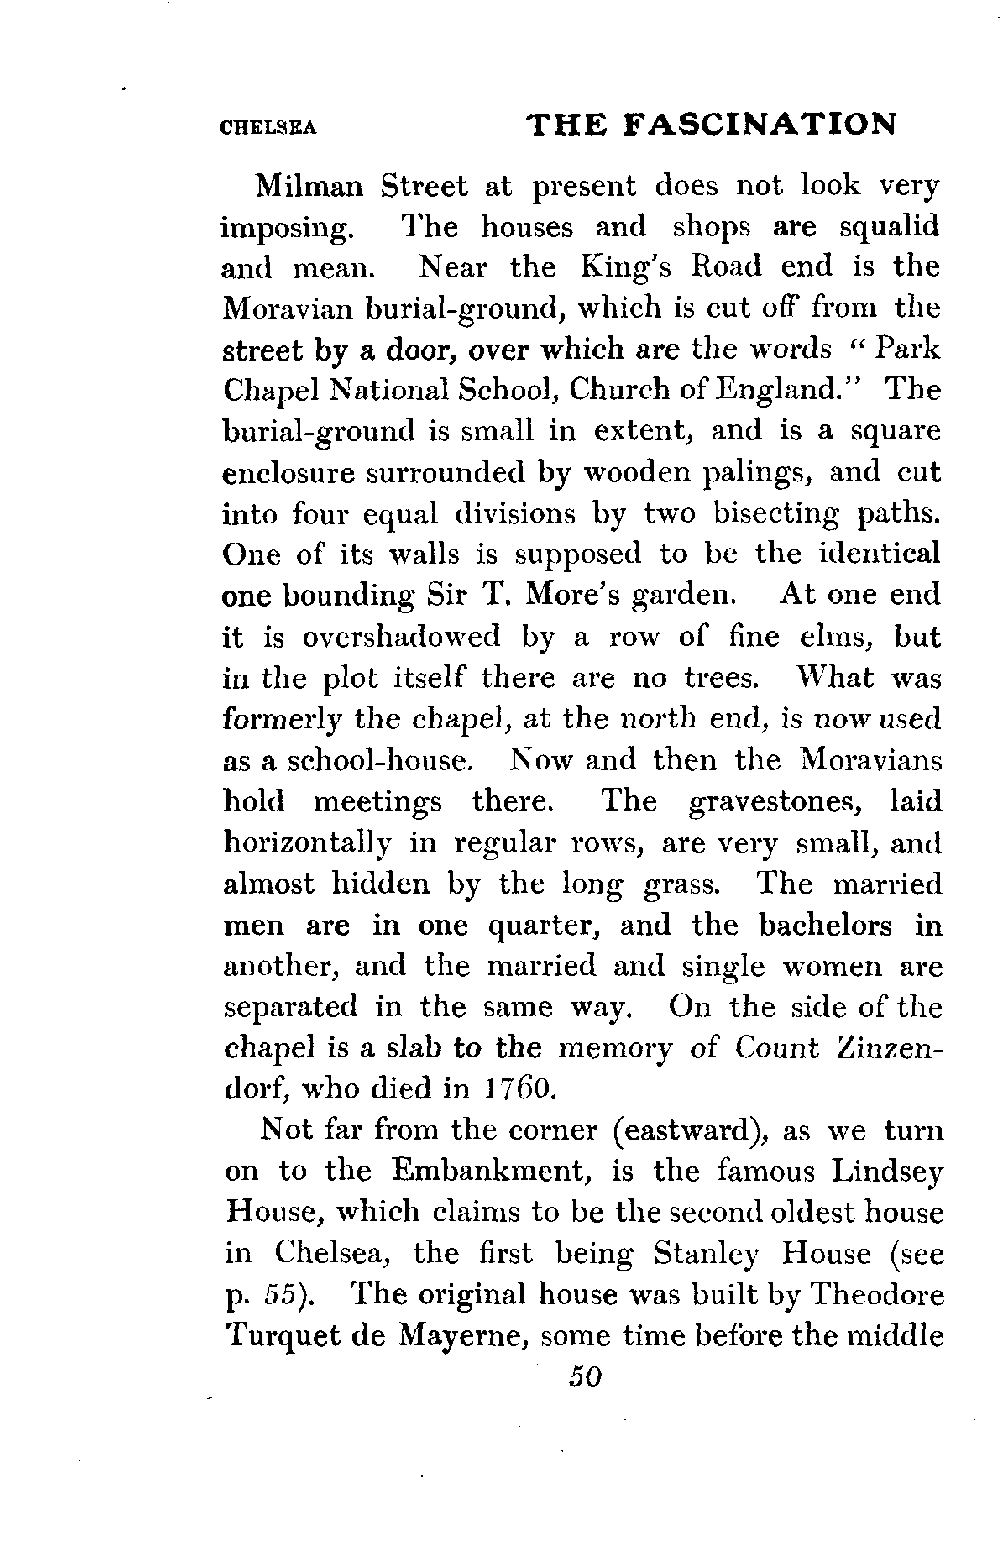 CHELSEA THE FASCINATION
Milman Street at present does not look very
imposing. The houses and shops are squalid
and mean. Near the King's Road end is the
Moravian burial-ground, which is cut off from the
street by a door, over which are the words “ Park
Chapel National School, Church of England.” The
burial-ground is small in extent, and is a square
enclosure surrounded by wooden palings, and cut
into four equal divisions by two bisecting paths.
One of its walls is supposed to be the identical
one bounding Sir T. More's garden. At one end
it is overshadowed by a row of fine elms, but
in the plot itself there are no trees. What was
formerly the chapel, at the north end, is now used
as a school-house. Now and then the Moravians
hold meetings there. The gravestones, laid
horizontally in regular rows, are very small, and
almost hidden by the long grass. The married
men are in one quarter, and the bachelors in
another, and the married and single women are
separated in the same way. On the side of the
chapel is a slab to the memory of Count Zinzen-
dorf, who died in 1760.
Not far from the corner (eastward), as we turn
on to the Embankment, is the famous Lindsey
House, which claims to be the second oldest house
in Chelsea, the first being Stanley House (see
p. 55). The original house was built by Theodore
Turquet de Mayerne, some time before the middle
50